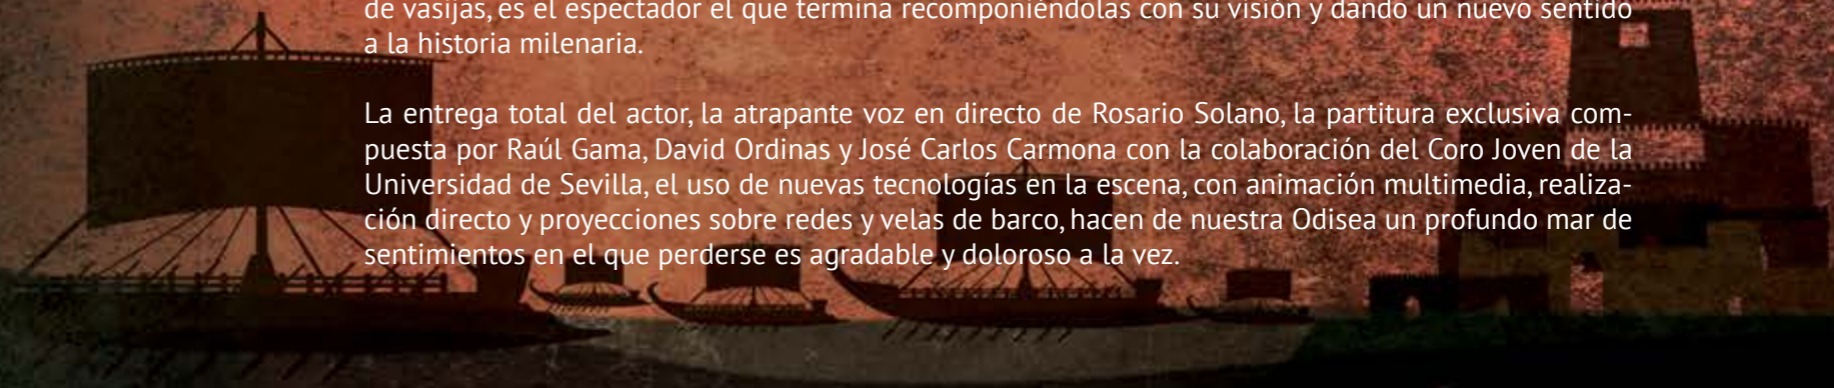 de vasijas, es el espectador el que termina recomponiéndolas con su visión y dando un nuevo sentido
a la historia milenaria.
La entrega total del actor, la atrapante voz en directo de Rosario Solano, la partitura exclusiva com-
puesta por Raúl Gama, David Ordinas y José Carlos Carmona con la colaboración del Coro Joven de la
Universidad de Sevilla, el uso de nuevas tecnologías en la escena, con animación multimedia, realiza-
ción directo y proyecciones sobre redes y velas de barco, hacen de nuestra Odisea un profundo mar de
sentimientos en el que perderse es agradable y doloroso a la vez.